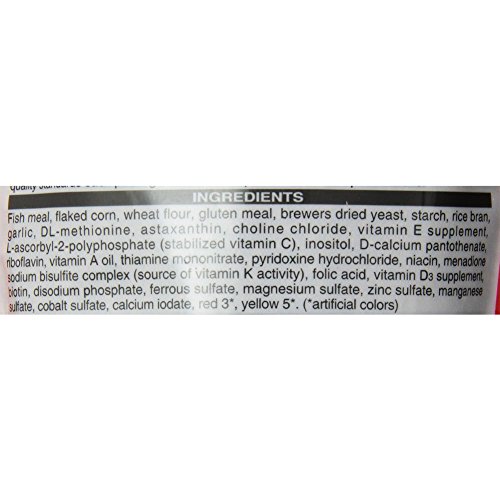 quality standards
INGREDIENTS
Fish meal, flaked corn, wheat flour, gluten meal, brewers dried yeast, starch, rice bran,
garlic, DL-methionine, astaxanthin, choline chloride, vitamin E supplement,
L-ascorbyl-2-polyphosphate (stabilized vitamin C), inositol, D-calcium pantothenate,
riboflavin, vitamin A oil, thiamine mononitrate, pyridoxine hydrochloride, niacin, menadione
sodium bisulfite complex (source of vitamin K activity), folic acid, vitamin D3 supplement,
biotin, disodium phosphate, ferrous sulfate, magnesium sulfate, zinc sulfate, manganese
sulfate, cobalt sulfate, calcium iodate, red 3*, yellow 5*. (*artificial colors)